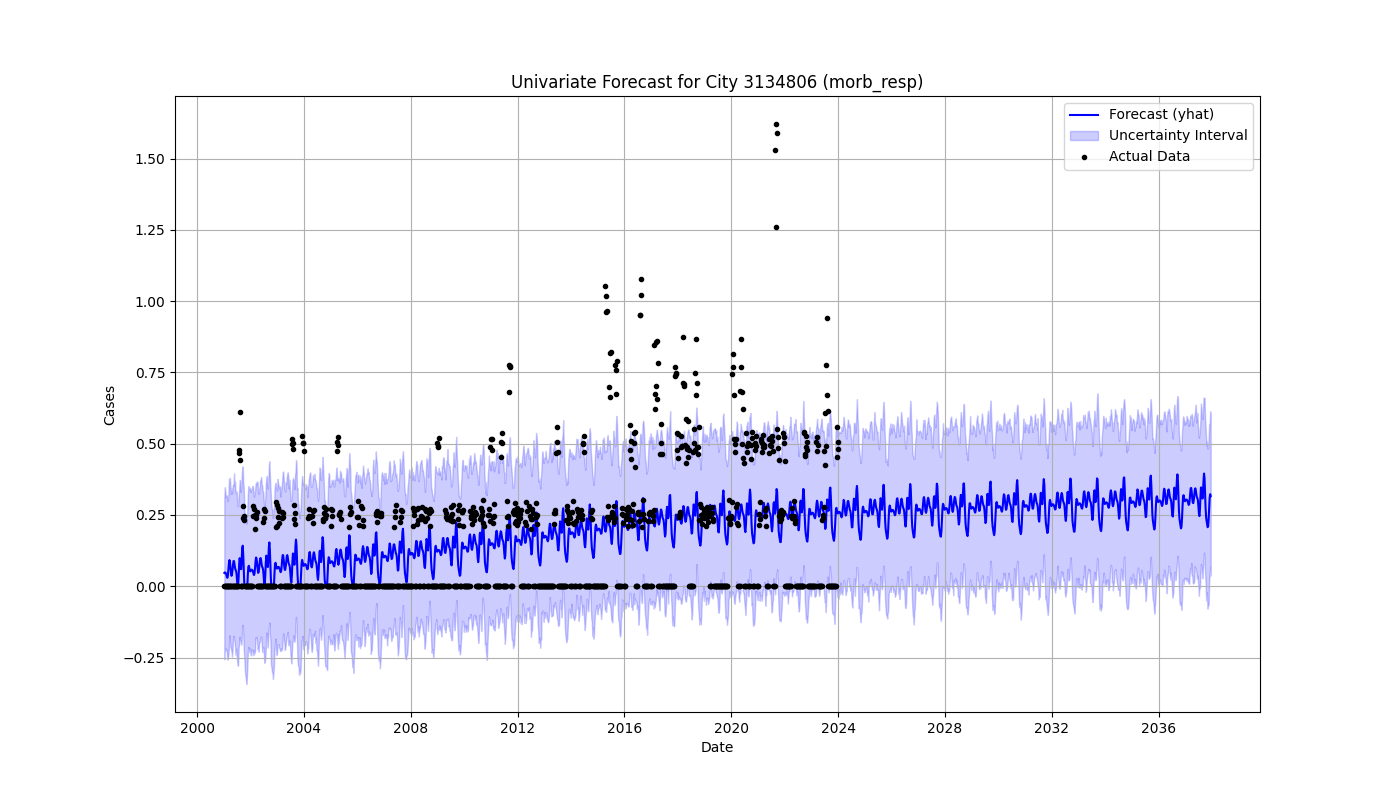 Univariate Forecast for City 3134806 (morb_resp)
Forecast (yhat)
Uncertainty Interval
Actual Data
1.50
1.25
1.00
0.75
0.50
0.25
0.00
−0.25
Cases
2000 2004 2008 2012 2016 2020 2024 2028 2032 2036
Date